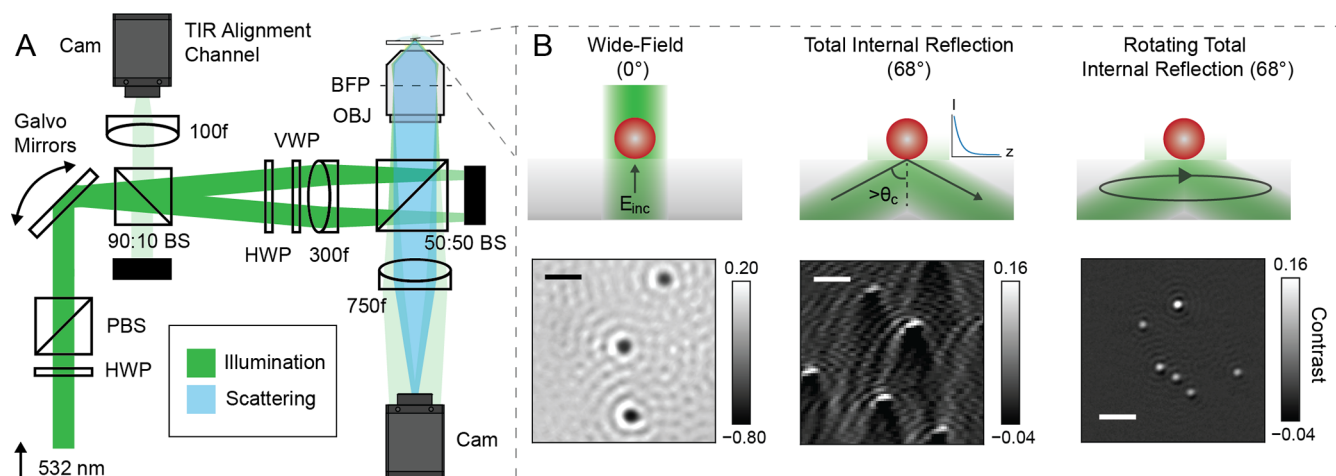 A
Cam
TIR Alignment
Channel
Galvo
Mirrors
100f
VWP
BFP
OBJ
90:10 BS
HWP
300f
50:50 BS
750f
PBS
HWP
Illumination
Scattering
Cam
532 nm
B
Wide-Field
(0°)
Total Internal Reflection
(68°)
Rotating Total
Internal Reflection (68°)
E_inc
>θ_c
I
z
0.20
−0.80
0.16
−0.04
0.16
Contrast
−0.04